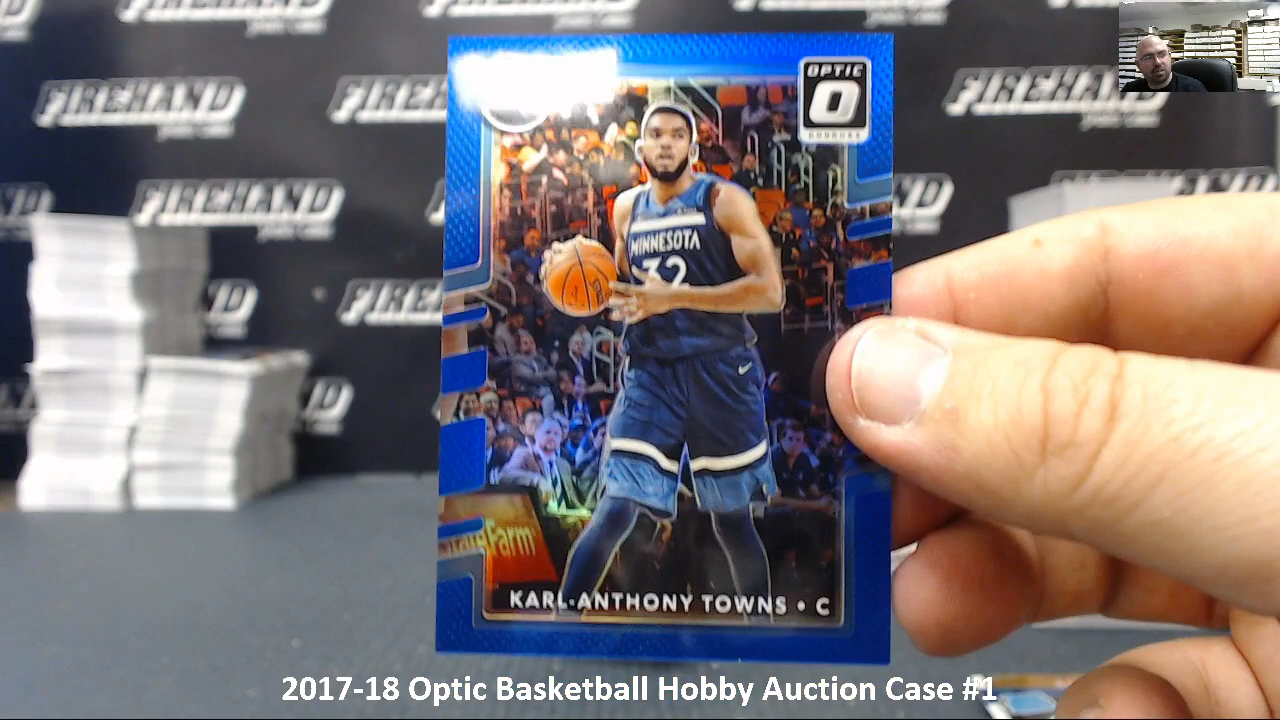 FIREHAND
FIREHAND
FIREHAND
FIREHAND
OPTIC
O
DONRUSS
MINNESOTA
32
StateFarm
KARL-ANTHONY TOWNS • C
2017-18 Optic Basketball Hobby Auction Case #1